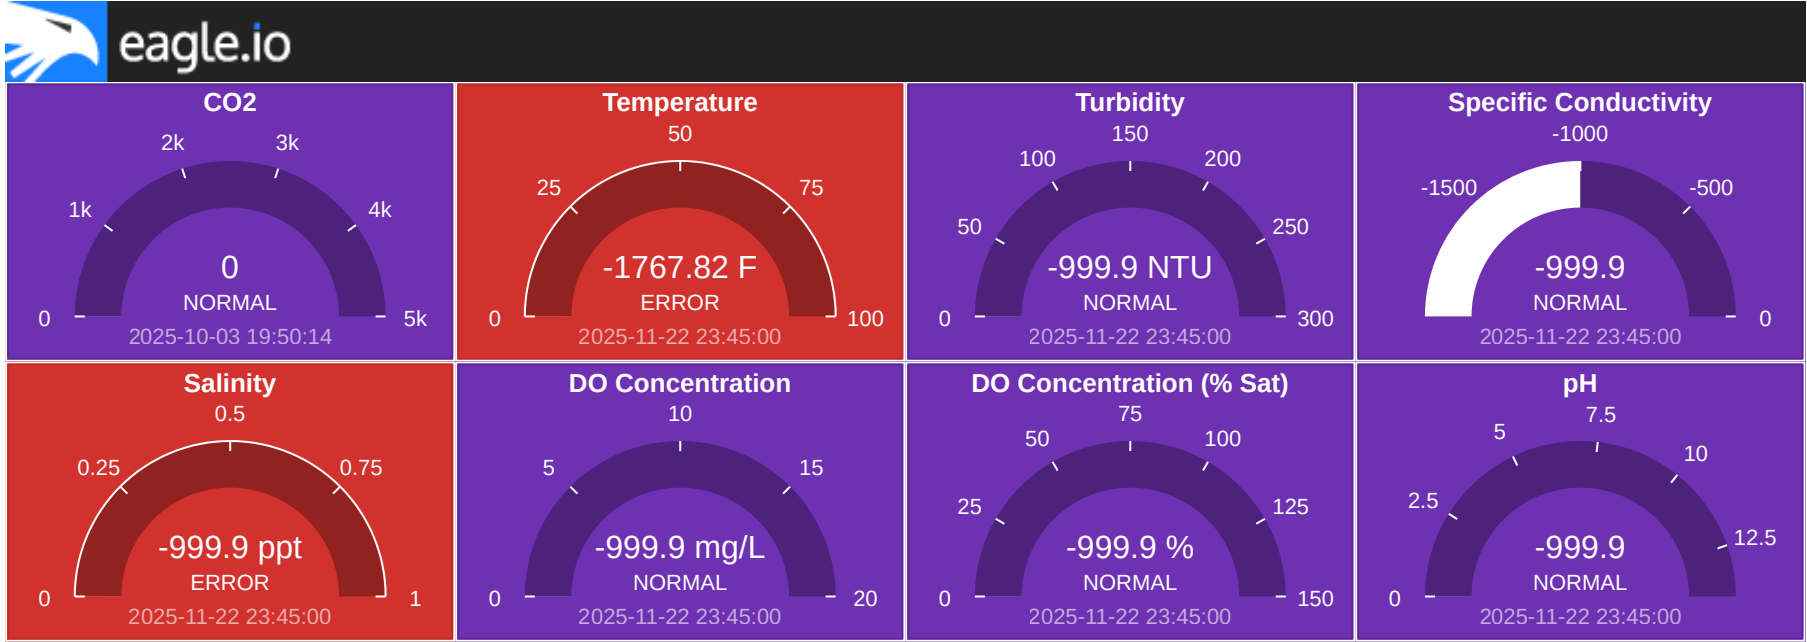 eagle.io
CO2
2k
3k
1k
4k
0
NORMAL
0
5k
2025-10-03 19:50:14
Temperature
50
25
75
-1767.82 F
ERROR
0
100
2025-11-22 23:45:00
Turbidity
150
100
200
50
250
-999.9 NTU
NORMAL
0
300
2025-11-22 23:45:00
Specific Conductivity
-1000
-1500
-500
-999.9
NORMAL
0
2025-11-22 23:45:00
Salinity
0.5
0.25
0.75
-999.9 ppt
ERROR
0
1
2025-11-22 23:45:00
DO Concentration
10
5
15
-999.9 mg/L
NORMAL
0
20
2025-11-22 23:45:00
DO Concentration (% Sat)
75
50
100
25
125
-999.9 %
NORMAL
0
150
2025-11-22 23:45:00
pH
7.5
5
10
2.5
12.5
-999.9
NORMAL
0
2025-11-22 23:45:00